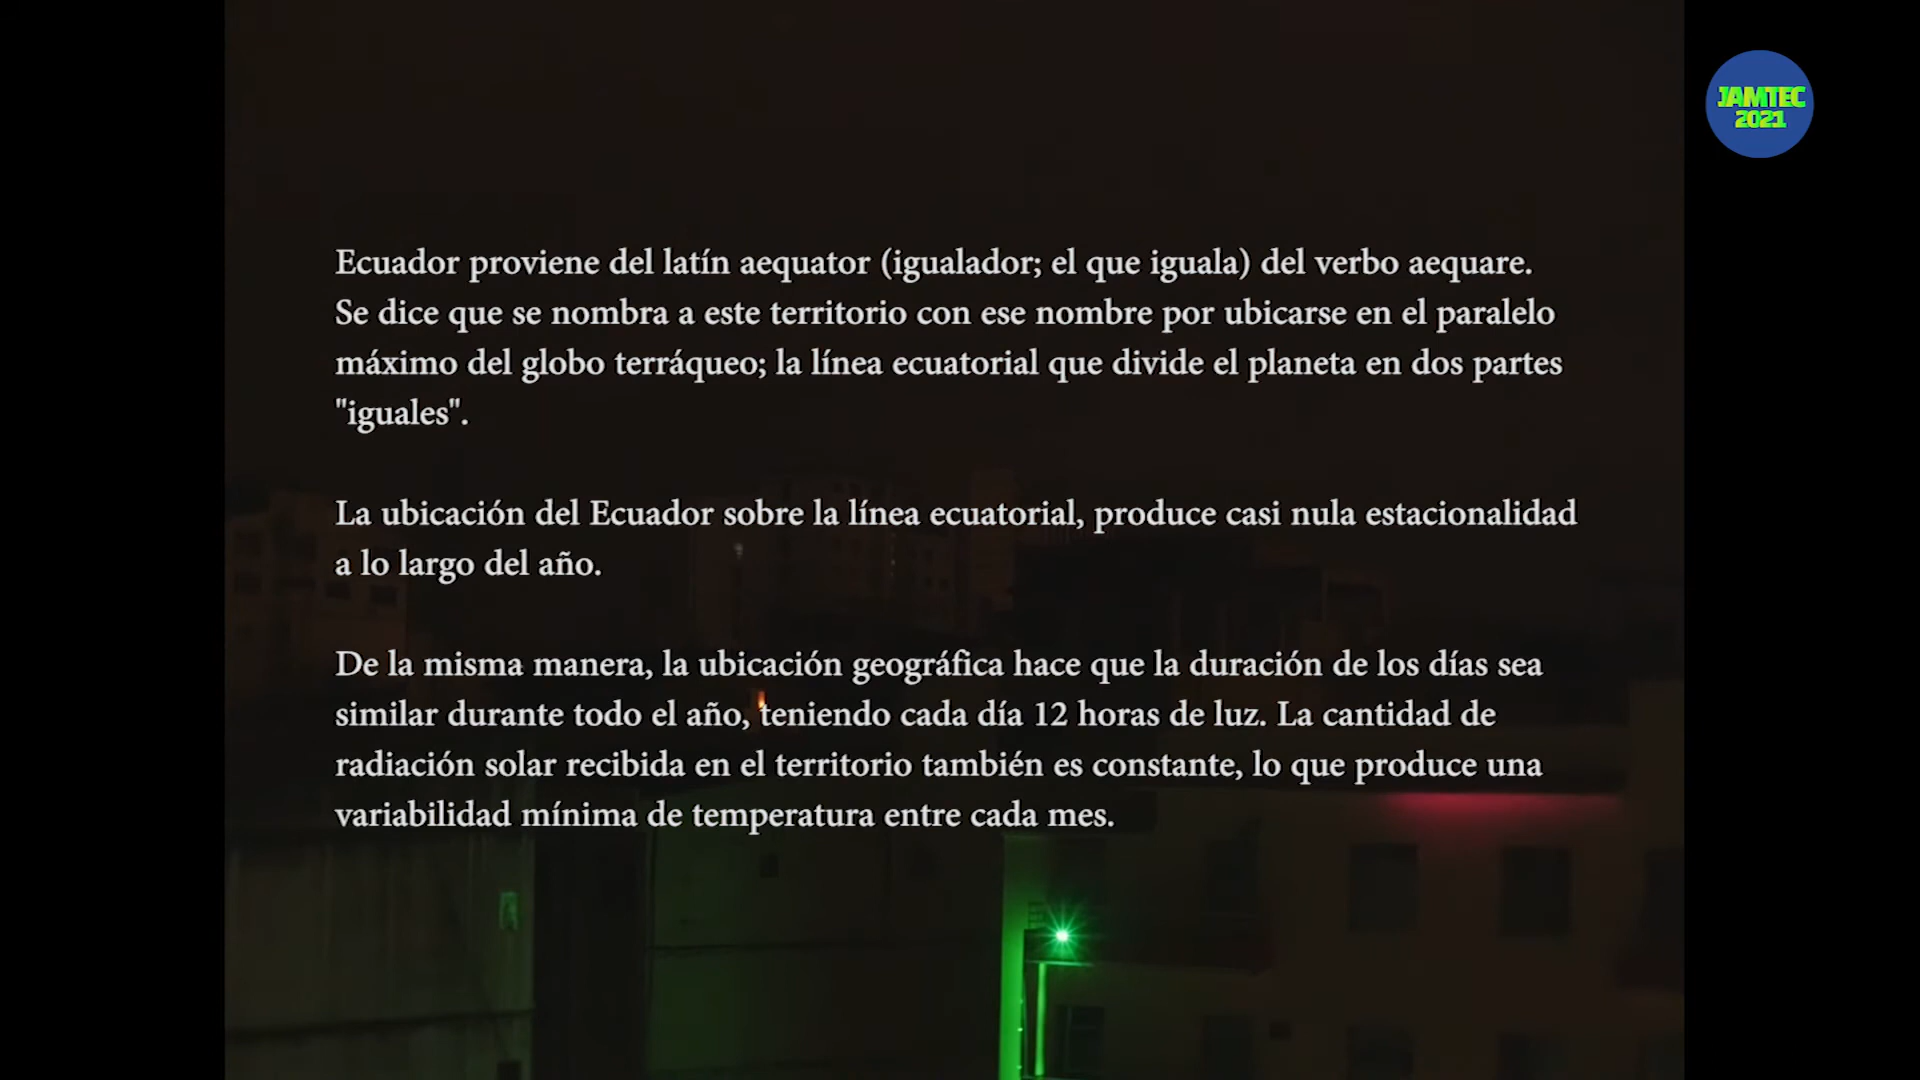 JAMTEC
2021
Ecuador proviene del latín aequator (igualador; el que iguala) del verbo aequare.
Se dice que se nombra a este territorio con ese nombre por ubicarse en el paralelo
máximo del globo terráqueo; la línea ecuatorial que divide el planeta en dos partes
"iguales".
La ubicación del Ecuador sobre la línea ecuatorial, produce casi nula estacionalidad
a lo largo del año.
De la misma manera, la ubicación geográfica hace que la duración de los días sea
similar durante todo el año, teniendo cada día 12 horas de luz. La cantidad de
radiación solar recibida en el territorio también es constante, lo que produce una
variabilidad mínima de temperatura entre cada mes.